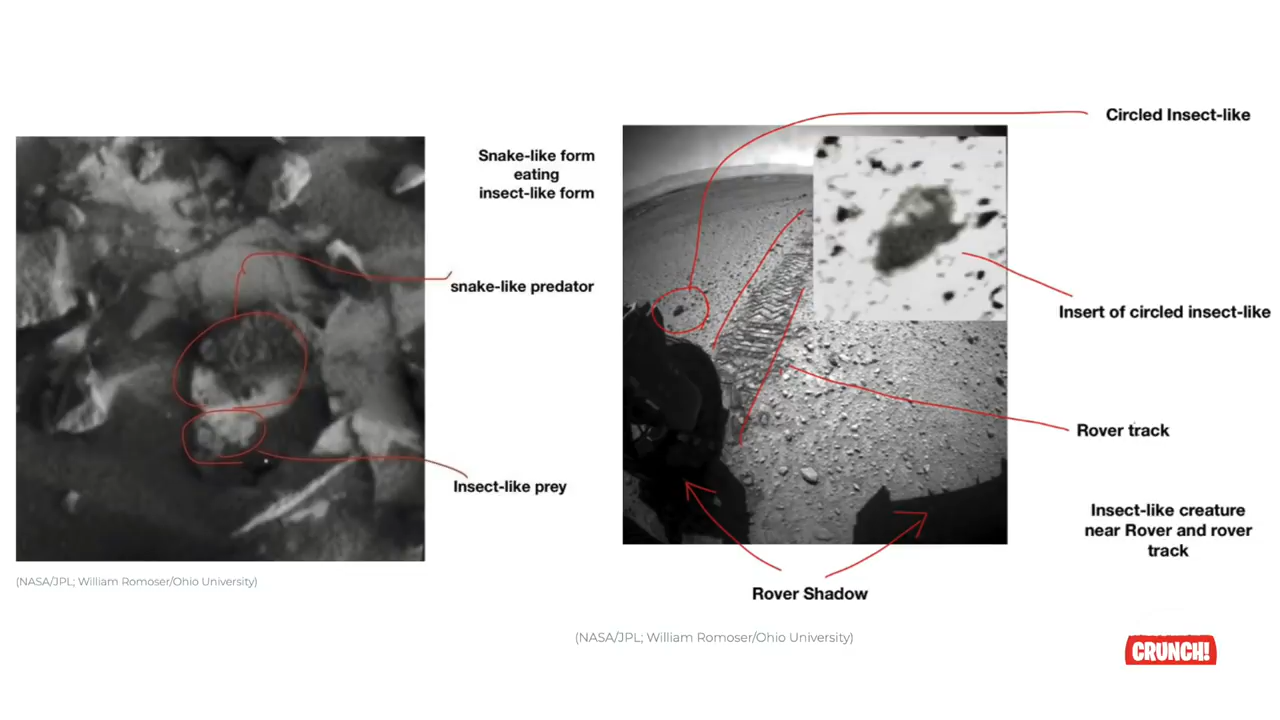 Circled Insect-like
Snake-like form
eating
insect-like form
snake-like predator
Insert of circled insect-like
Rover track
Insect-like prey
Insect-like creature
near Rover and rover
track
(NASA/JPL; William Romoser/Ohio University)
Rover Shadow
(NASA/JPL; William Romoser/Ohio University)
CRUNCH!